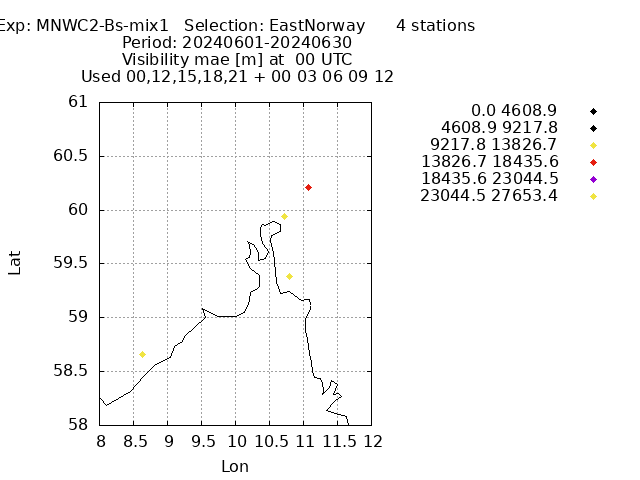 Exp: MNWC2-Bs-mix1 Selection: EastNorway 4 stations
Period: 20240601-20240630
Visibility mae [m] at 00 UTC
Used 00,12,15,18,21 + 00 03 06 09 12
0.0 4608.9
4608.9 9217.8
9217.8 13826.7
13826.7 18435.6
18435.6 23044.5
23044.5 27653.4
61
60.5
60
59.5
59
58.5
58
Lat
8 8.5 9 9.5 10 10.5 11 11.5 12
Lon